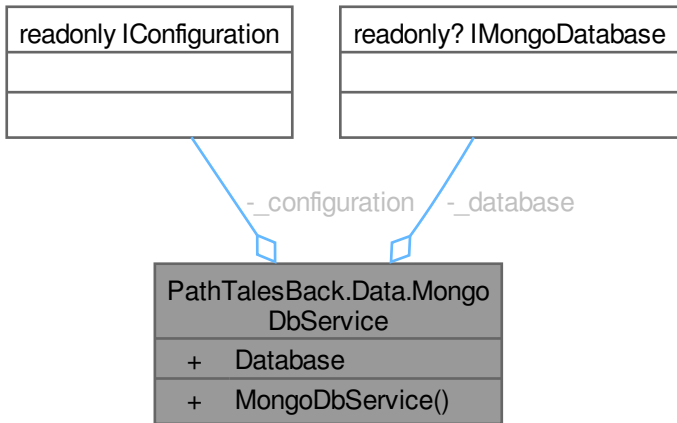 readonly IConfiguration
readonly? IMongoDatabase
-_configuration
-_database
PathTalesBack.Data.Mongo
DbService
+ Database
+ MongoDbService()